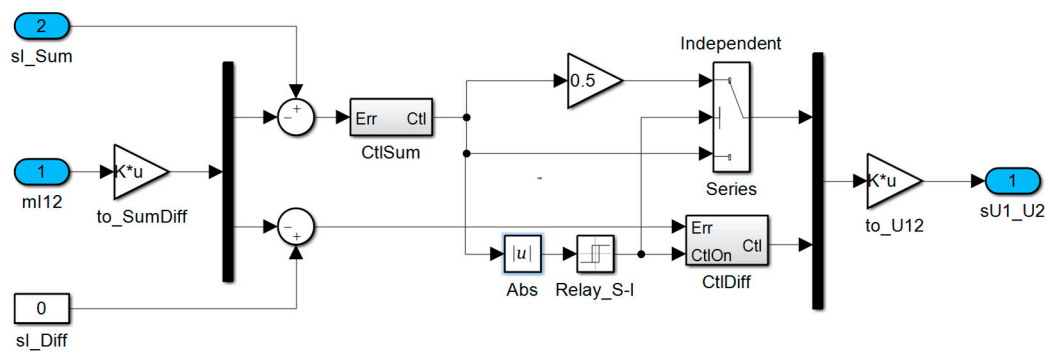 2
sI_Sum
Independent
0.5
+
−
Err
Ctl
CtlSum
1
mI12
K*u
to_SumDiff
Series
K*u
to_U12
1
sU1_U2
−
+
Err
CtlOn
Ctl
CtlDiff
|u|
Abs
Relay_S-I
0
sI_Diff